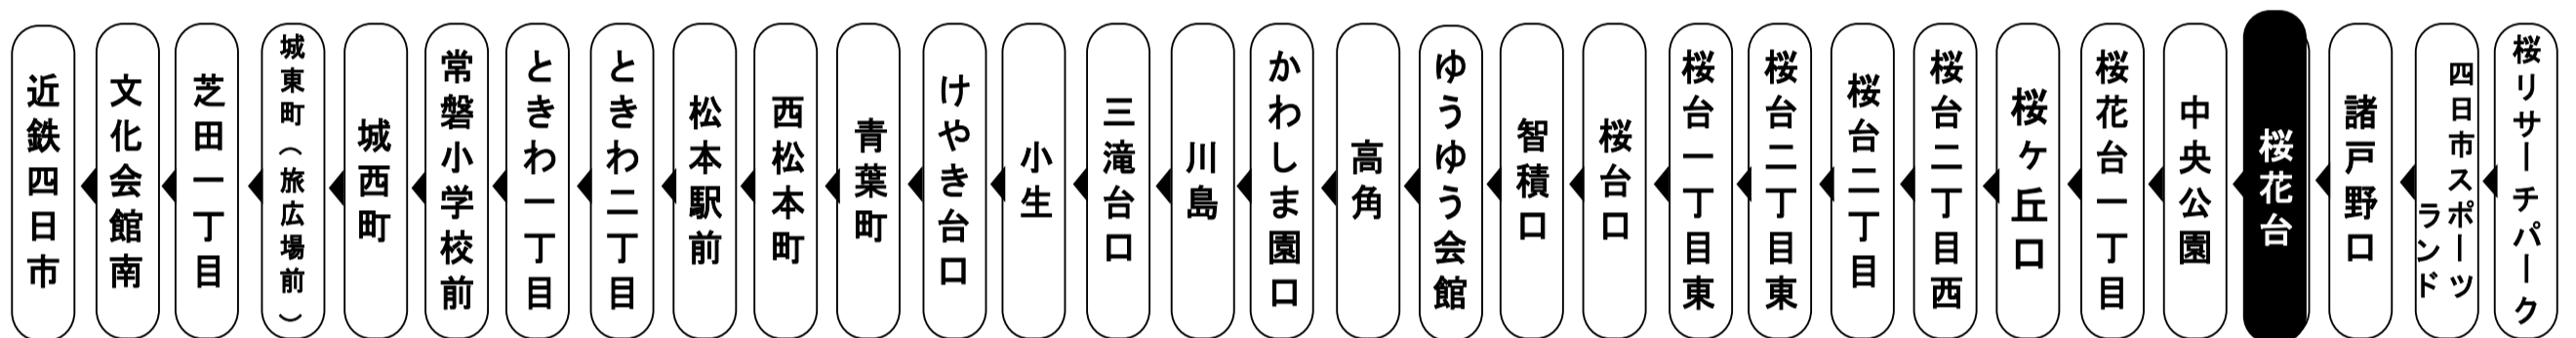 桜リサーチパーク
四日市スポーツ
ランド
諸戸野口
桜花台
中央公園
桜花台一丁目
桜ケ丘口
桜台二丁目西
桜台二丁目
桜台二丁目東
桜台一丁目東
桜台口
智積口
ゆうゆう会館
高角
かわしま園口
川島
三滝台口
小生
けやき台口
青葉町
西松本町
松本駅前
ときわ二丁目
ときわ一丁目
常磐小学校前
城西町
城東町（旅広場前）
芝田一丁目
文化会館南
近鉄四日市